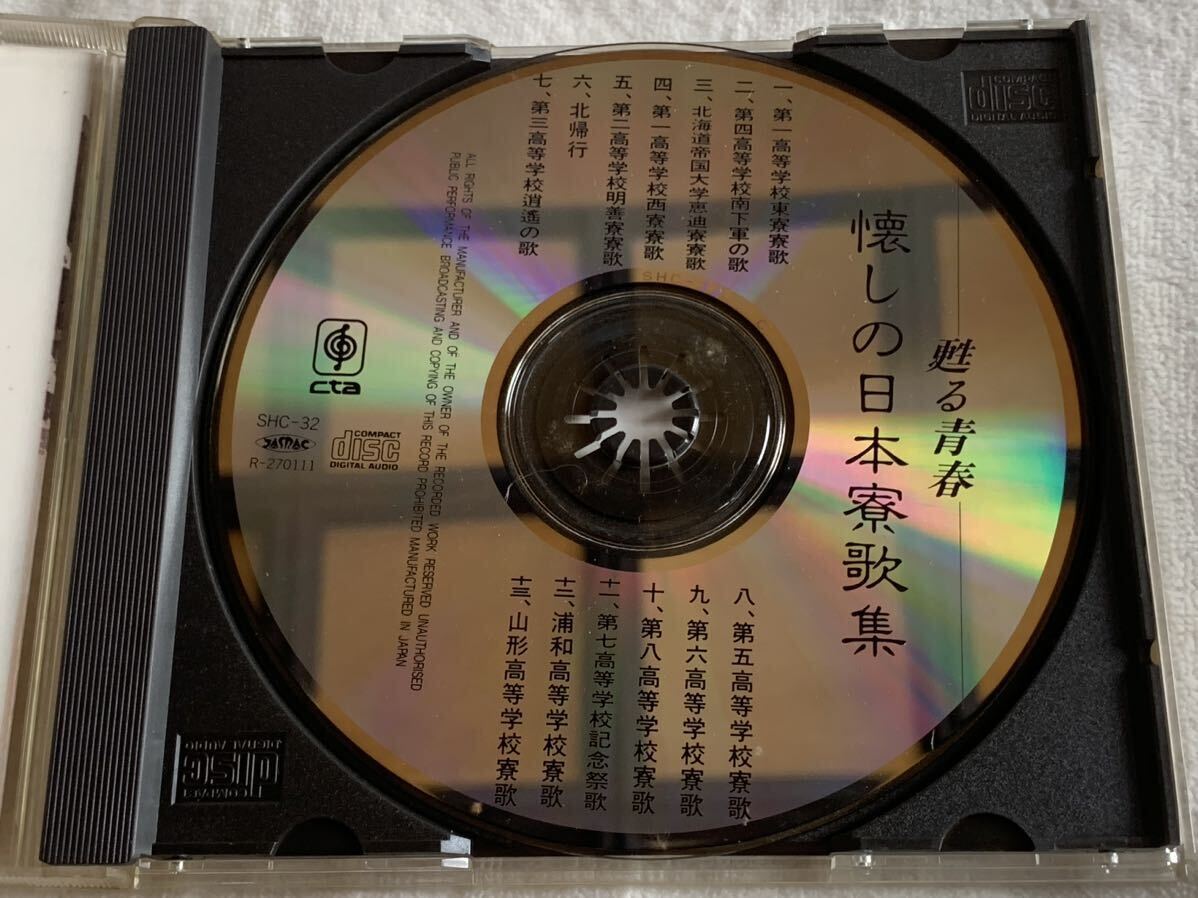 甦る青春
懐しの日本寮歌集
一、第一高等学校東寮寮歌
二、第四高等学校南下軍の歌
三、北海道帝国大学恵迪寮寮歌
四、第一高等学校西寮寮歌
五、第二高等学校明善寮寮歌
六、北帰行
七、第三高等学校逍遥の歌
八、第五高等学校寮歌
九、第六高等学校寮歌
十、第八高等学校寮歌
十一、第七高等学校記念祭歌
十二、浦和高等学校寮歌
十三、山形高等学校寮歌
ALL RIGHTS OF THE MANUFACTURER AND OF THE OWNER OF THE RECORDED WORK RESERVED UNAUTHORISED
PUBLIC PERFORMANCE BROADCASTING AND COPYING OF THIS RECORD PROHIBITED MANUFACTURED IN JAPAN
cta
SHC-32
JASRAC
R-270111
COMPACT
disc
DIGITAL AUDIO
COMPACT
disc
DIGITAL AUDIO
COMPACT
disc
DIGITAL AUDIO